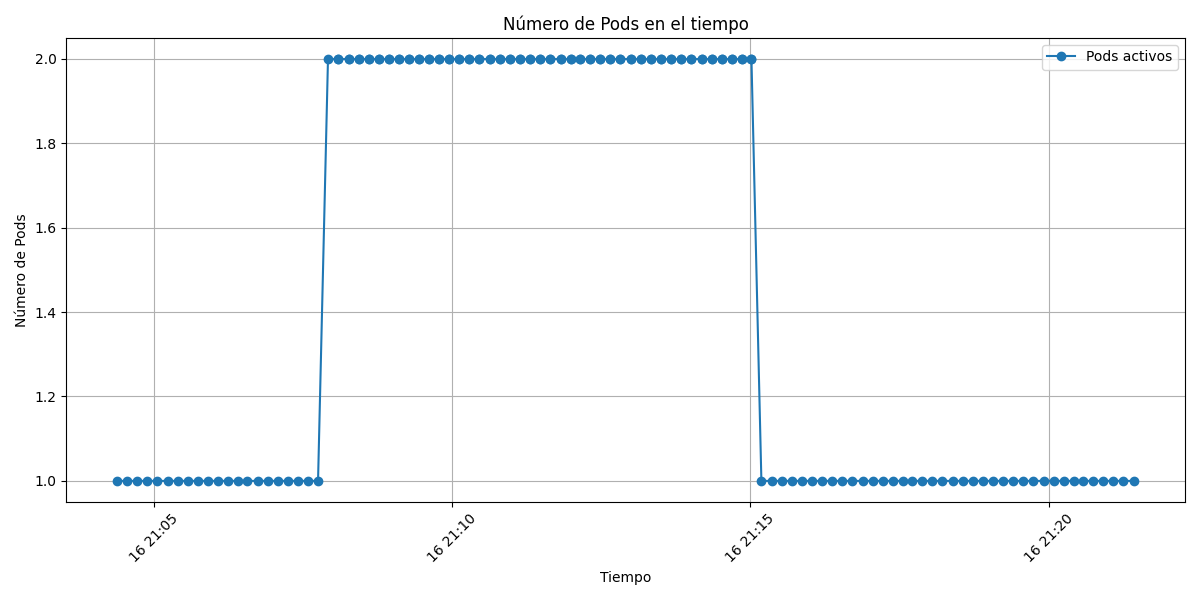 Número de Pods en el tiempo
Pods activos
Número de Pods
2.0
1.8
1.6
1.4
1.2
1.0
16 21:05
16 21:10
16 21:15
16 21:20
Tiempo